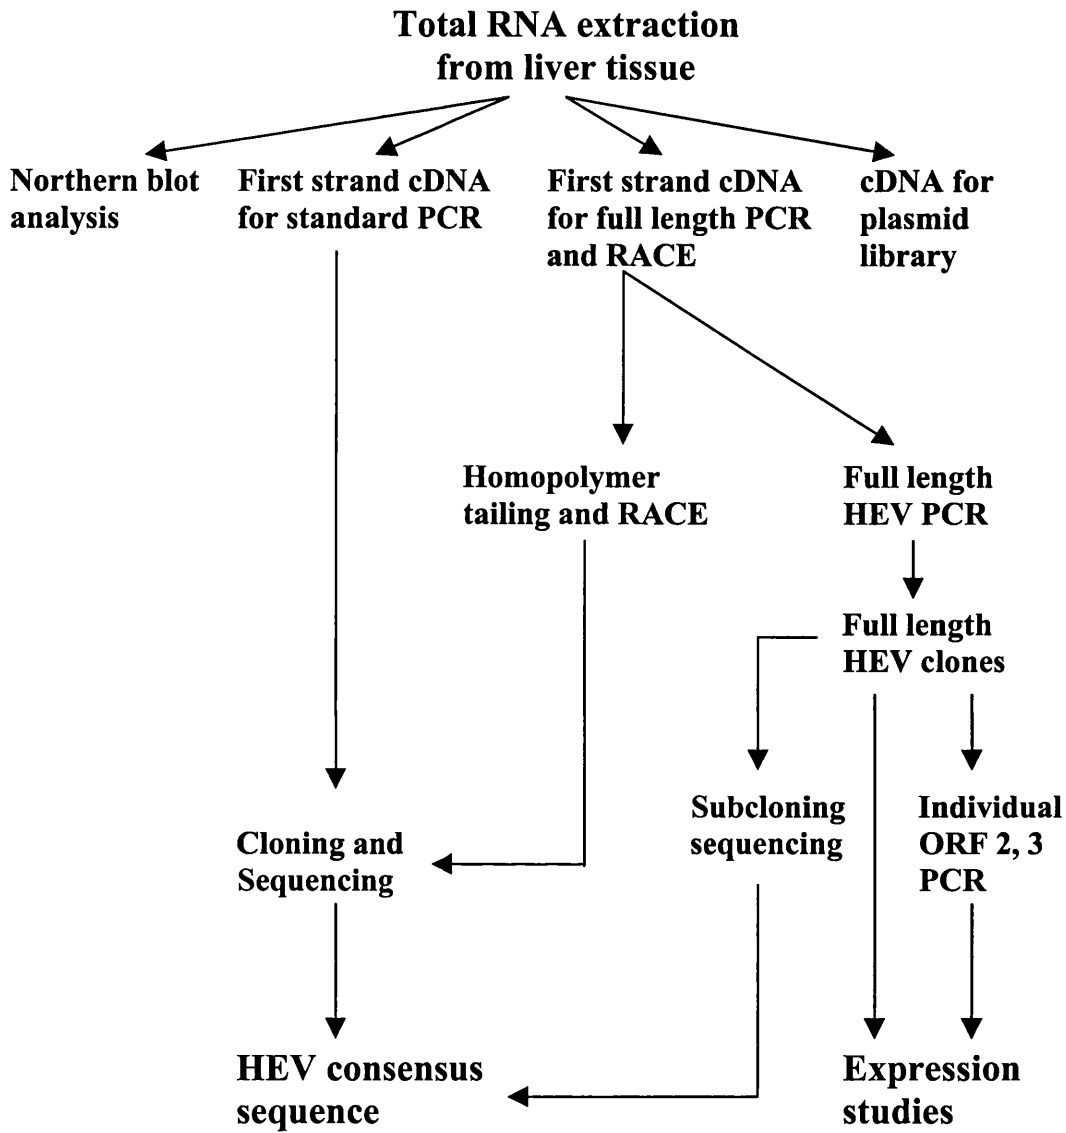 Total RNA extraction
from liver tissue
Northern blot
analysis
First strand cDNA
for standard PCR
First strand cDNA
for full length PCR
and RACE
cDNA for
plasmid
library
Homopolymer
tailing and RACE
Full length
HEV PCR
Full length
HEV clones
Subcloning
sequencing
Individual
ORF 2, 3
PCR
Cloning and
Sequencing
HEV consensus
sequence
Expression
studies